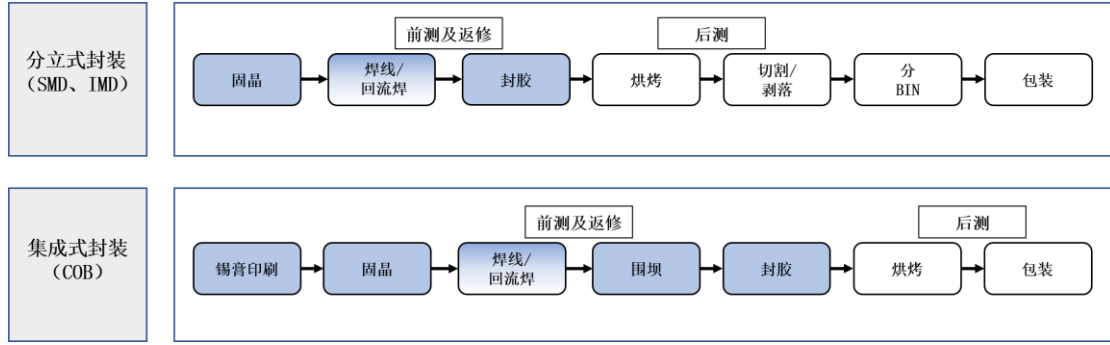 分立式封装
（SMD、IMD）
前测及返修
后测
固晶
焊线/
回流焊
封胶
烘烤
切割/
剥落
分
BIN
包装
集成式封装
（COB）
前测及返修
后测
锡膏印刷
固晶
焊线/
回流焊
围坝
封胶
烘烤
包装